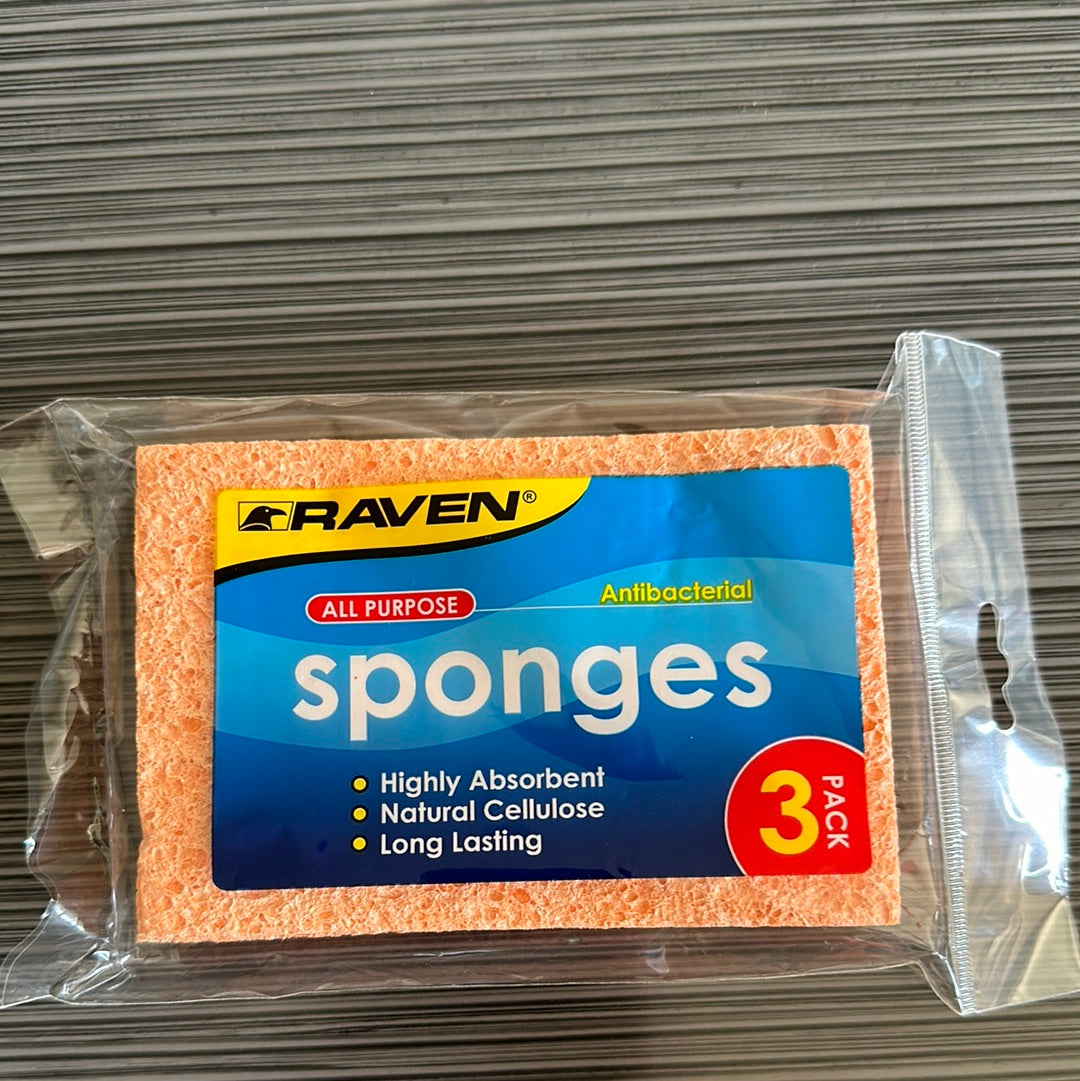 RAVEN®
ALL PURPOSE
Antibacterial
sponges
Highly Absorbent
Natural Cellulose
Long Lasting
3 PACK